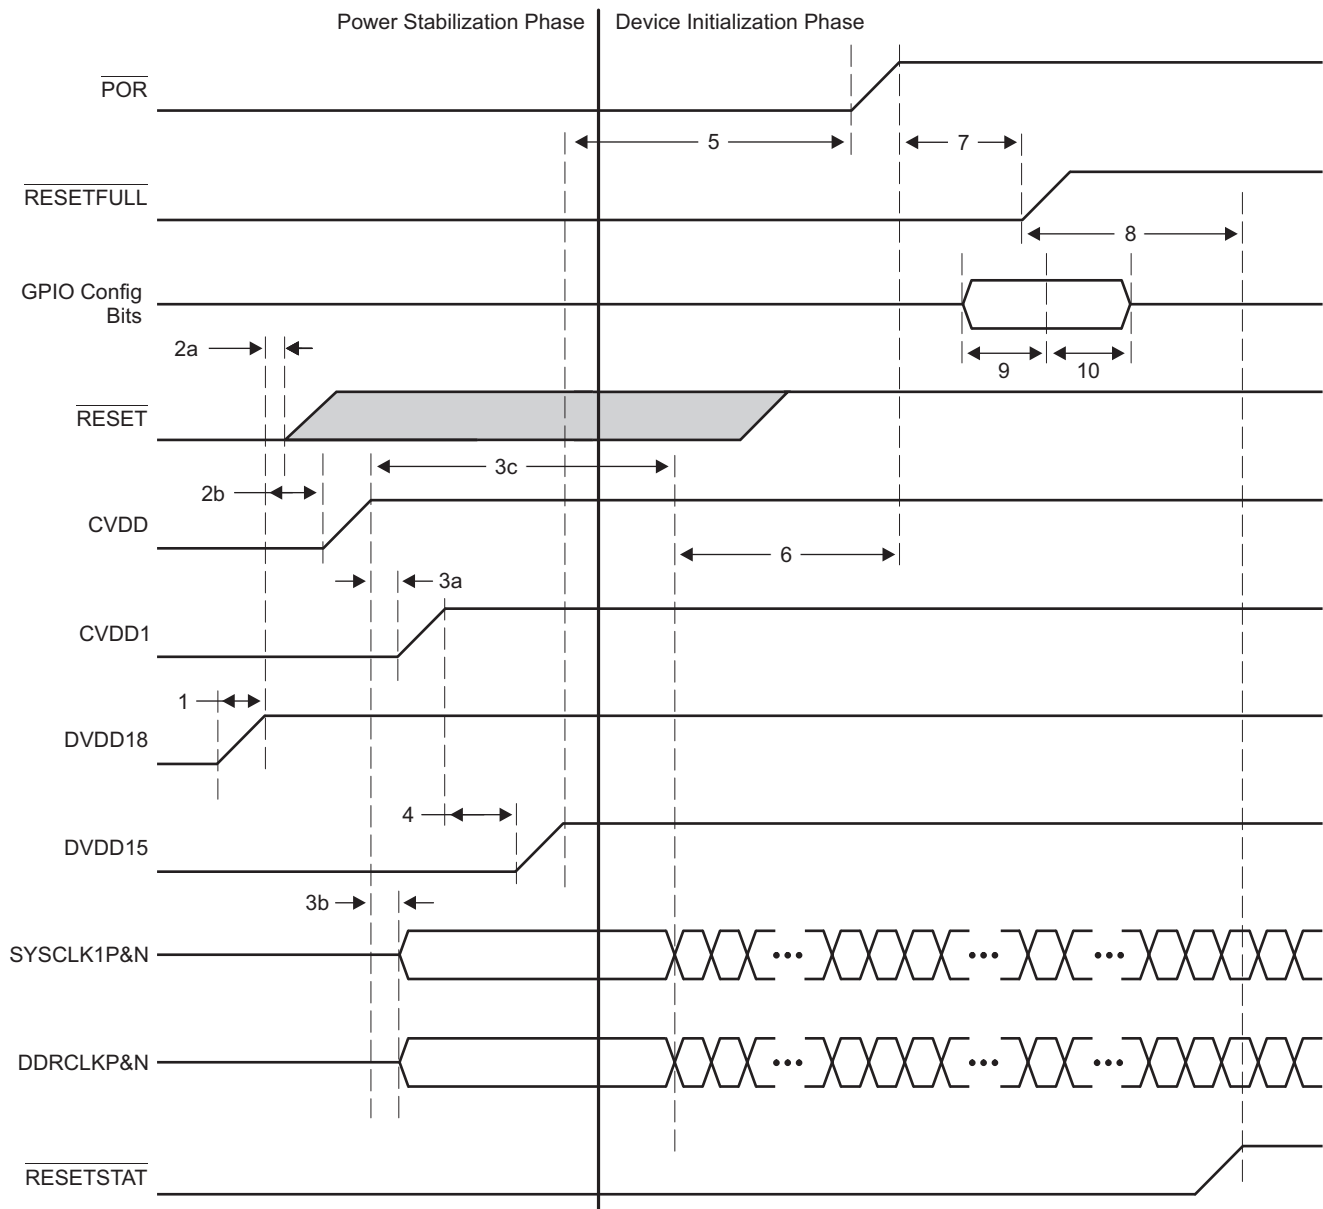 Power Stabilization Phase
Device Initialization Phase
POR
5
7
RESETFULL
8
GPIO Config
Bits
2a
9
10
RESET
3c
2b
CVDD
6
3a
CVDD1
1
DVDD18
4
DVDD15
3b
SYSCLK1P&N
DDRCLKP&N
RESETSTAT